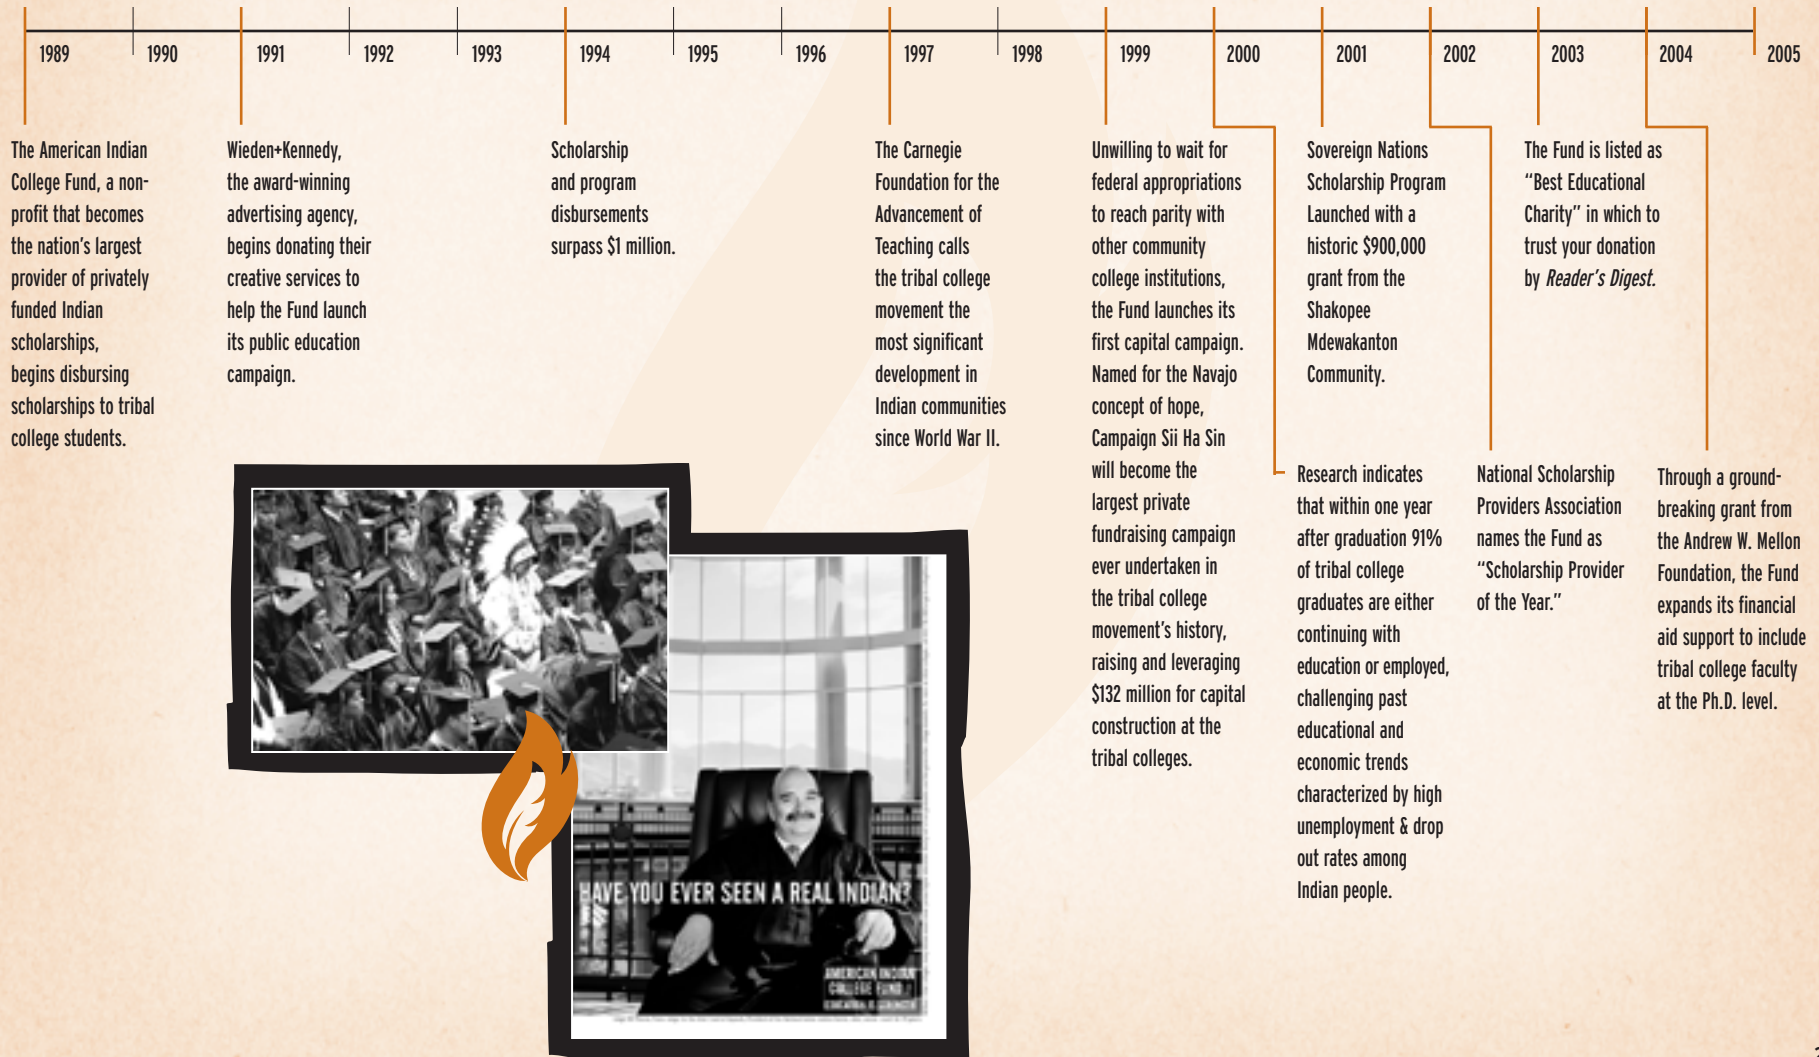 1989
1990
1991
1992
1993
1994
1995
1996
1997
1998
1999
2000
2001
2002
2003
2004
2005
The American Indian
College Fund, a non-
profit that becomes
the nation's largest
provider of privately
funded Indian
scholarships,
begins disbursing
scholarships to tribal
college students.
Wieden+Kennedy,
the award-winning
advertising agency,
begins donating their
creative services to
help the Fund launch
its public education
campaign.
Scholarship
and program
disbursements
surpass $1 million.
The Carnegie
Foundation for the
Advancement of
Teaching calls
the tribal college
movement the
most significant
development in
Indian communities
since World War II.
Unwilling to wait for
federal appropriations
to reach parity with
other community
college institutions,
the Fund launches its
first capital campaign.
Named for the Navajo
concept of hope,
Campaign Sii Ha Sin
will become the
largest private
fundraising campaign
ever undertaken in
the tribal college
movement's history,
raising and leveraging
$132 million for capital
construction at the
tribal colleges.
Research indicates
that within one year
after graduation 91%
of tribal college
graduates are either
continuing with
education or employed,
challenging past
educational and
economic trends
characterized by high
unemployment & drop
out rates among
Indian people.
Sovereign Nations
Scholarship Program
Launched with a
historic $900,000
grant from the
Shakopee
Mdewakanton
Community.
National Scholarship
Providers Association
names the Fund as
“Scholarship Provider
of the Year.”
The Fund is listed as
“Best Educational
Charity” in which to
trust your donation
by Reader's Digest.
Through a ground-
breaking grant from
the Andrew W. Mellon
Foundation, the Fund
expands its financial
aid support to include
tribal college faculty
at the Ph.D. level.
HAVE YOU EVER SEEN A REAL INDIAN?
AMERICAN INDIAN
COLLEGE FUND